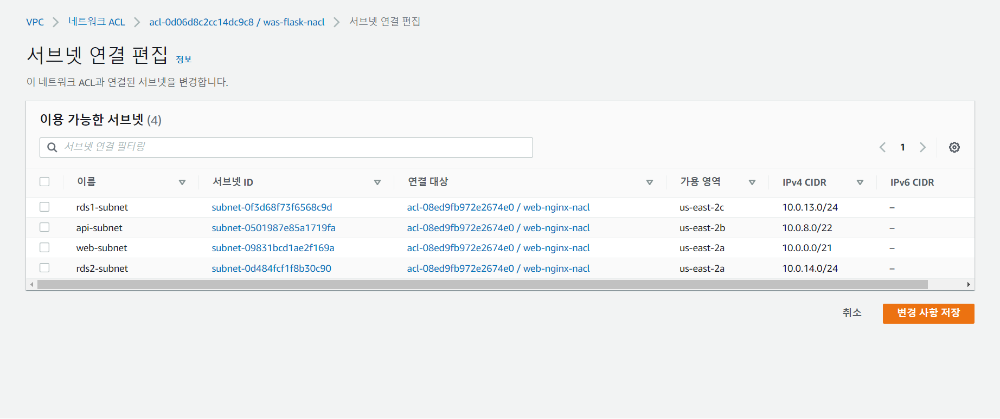 VPC > 네트워크 ACL > acl-0d06d8c2cc14dc9c8 / was-flask-nacl > 서브넷 연결 편집
서브넷 연결 편집 정보
이 네트워크 ACL과 연결된 서브넷을 변경합니다.
이용 가능한 서브넷 (4)
서브넷 연결 필터링
1
이름 서브넷 ID 연결 대상 가용 영역 IPv4 CIDR IPv6 CIDR
rds1-subnet subnet-0f3d68f73f6568c9d acl-08ed9fb972e2674e0 / web-nginx-nacl us-east-2c 10.0.13.0/24 –
api-subnet subnet-0501987e85a1719fa acl-08ed9fb972e2674e0 / web-nginx-nacl us-east-2b 10.0.8.0/22 –
web-subnet subnet-09831bcd1ae2f169a acl-08ed9fb972e2674e0 / web-nginx-nacl us-east-2a 10.0.0.0/21 –
rds2-subnet subnet-0d484fcf1f8b30c90 acl-08ed9fb972e2674e0 / web-nginx-nacl us-east-2a 10.0.14.0/24 –
취소 변경 사항 저장